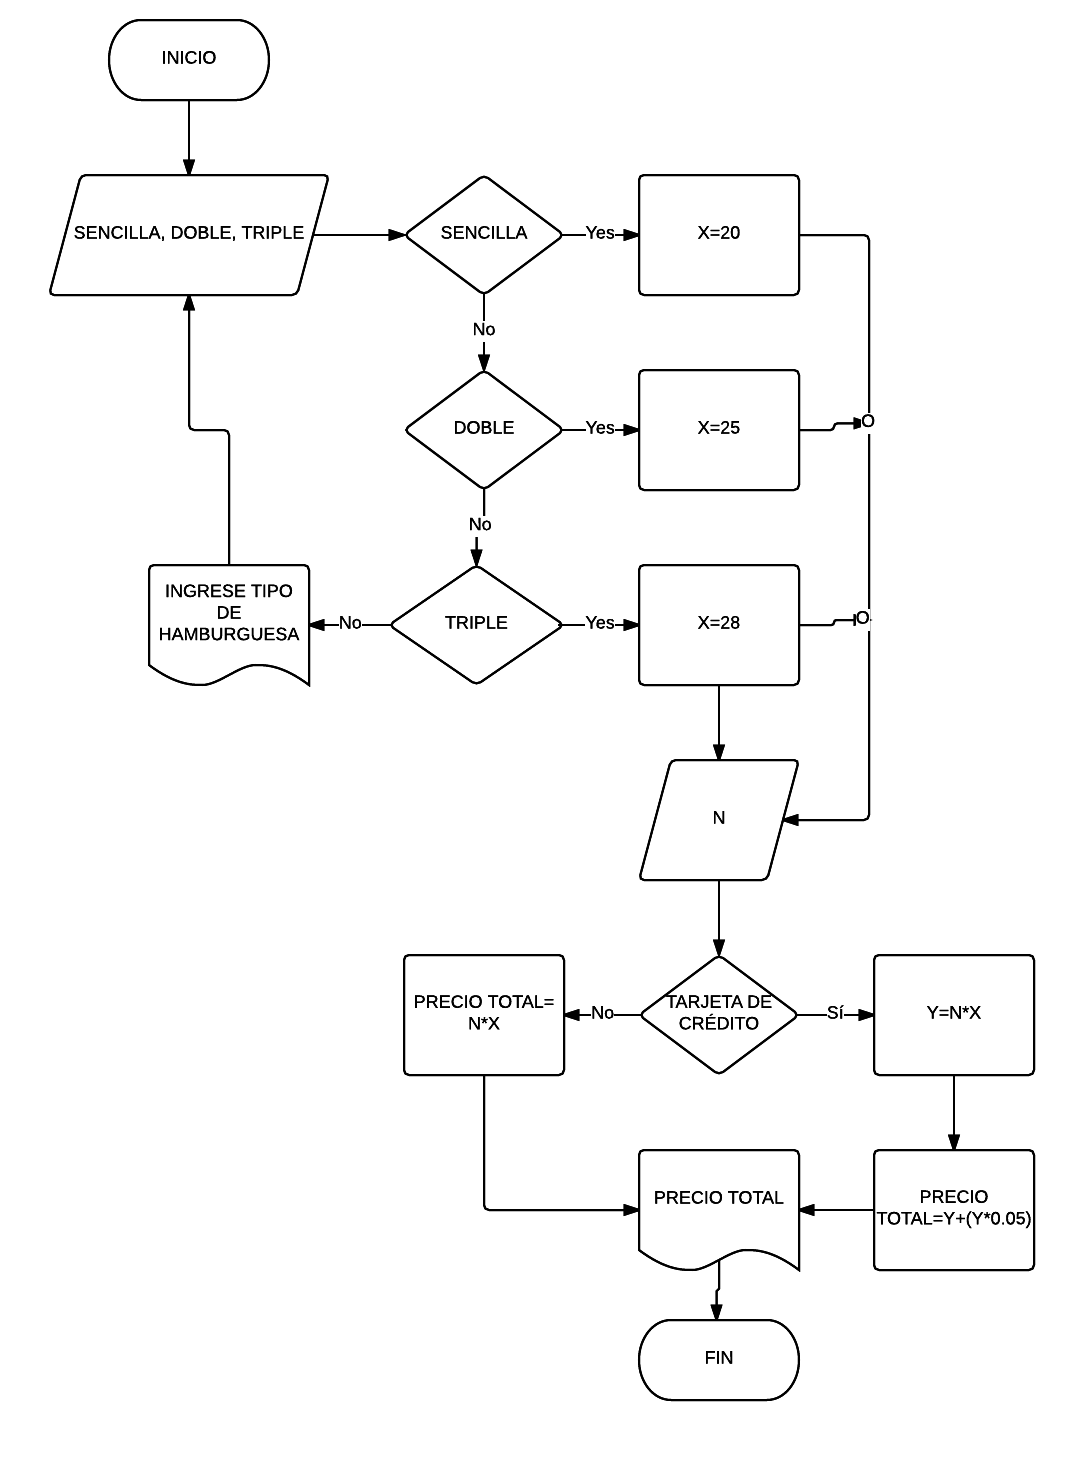 INICIO
SENCILLA, DOBLE, TRIPLE
SENCILLA
Yes
X=20
No
DOBLE
Yes
X=25
O
No
INGRESE TIPO
DE
HAMBURGUESA
No
TRIPLE
Yes
X=28
O
N
PRECIO TOTAL=
N*X
No
TARJETA DE
CRÉDITO
Sí
Y=N*X
PRECIO TOTAL
PRECIO
TOTAL=Y+(Y*0.05)
FIN